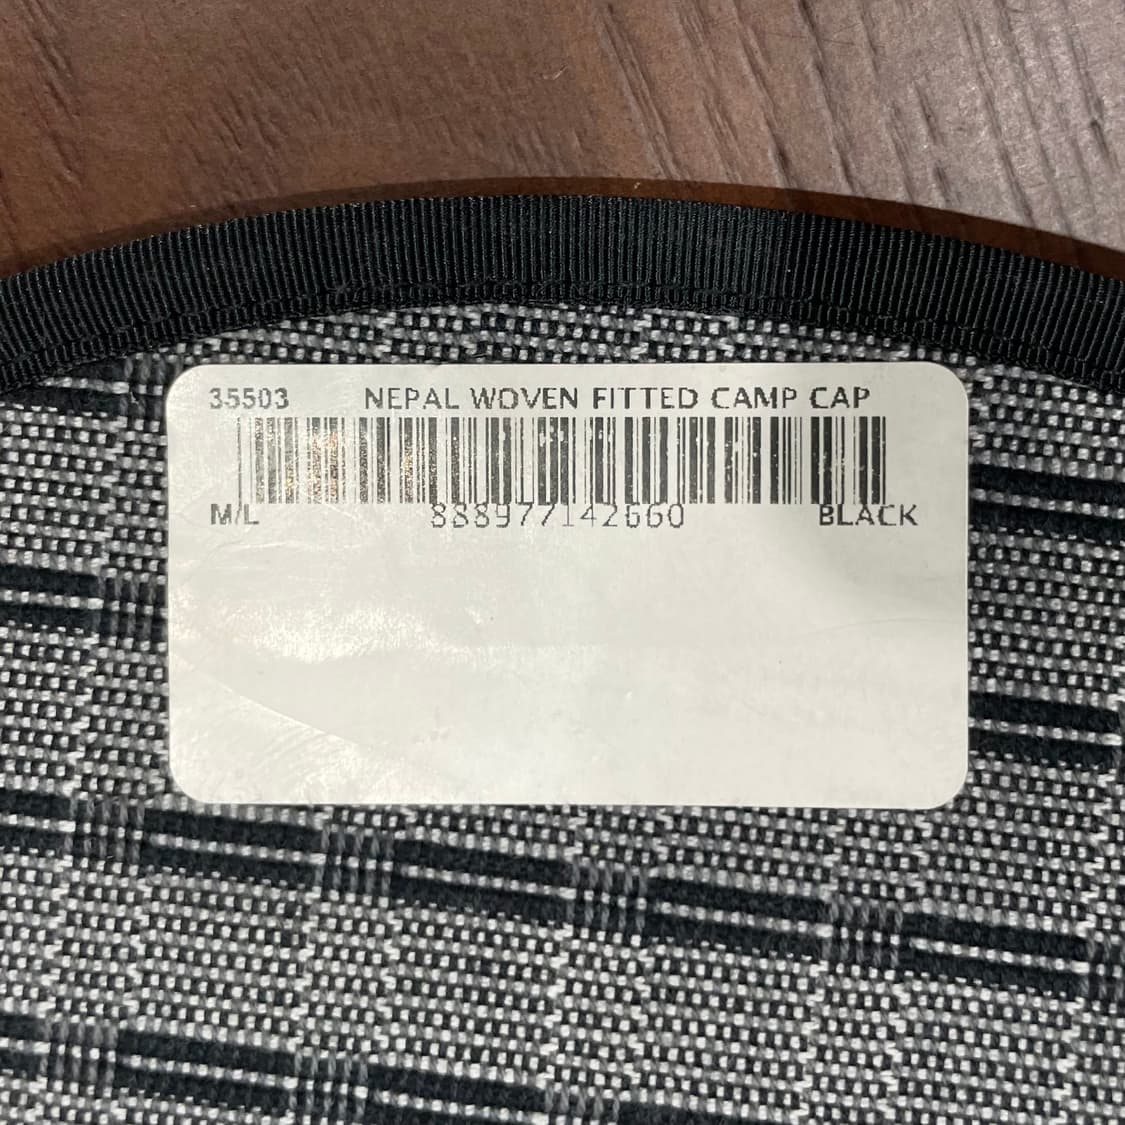 35503 NEPAL WOVEN FITTED CAMP CAP
M/L 888977142660 BLACK